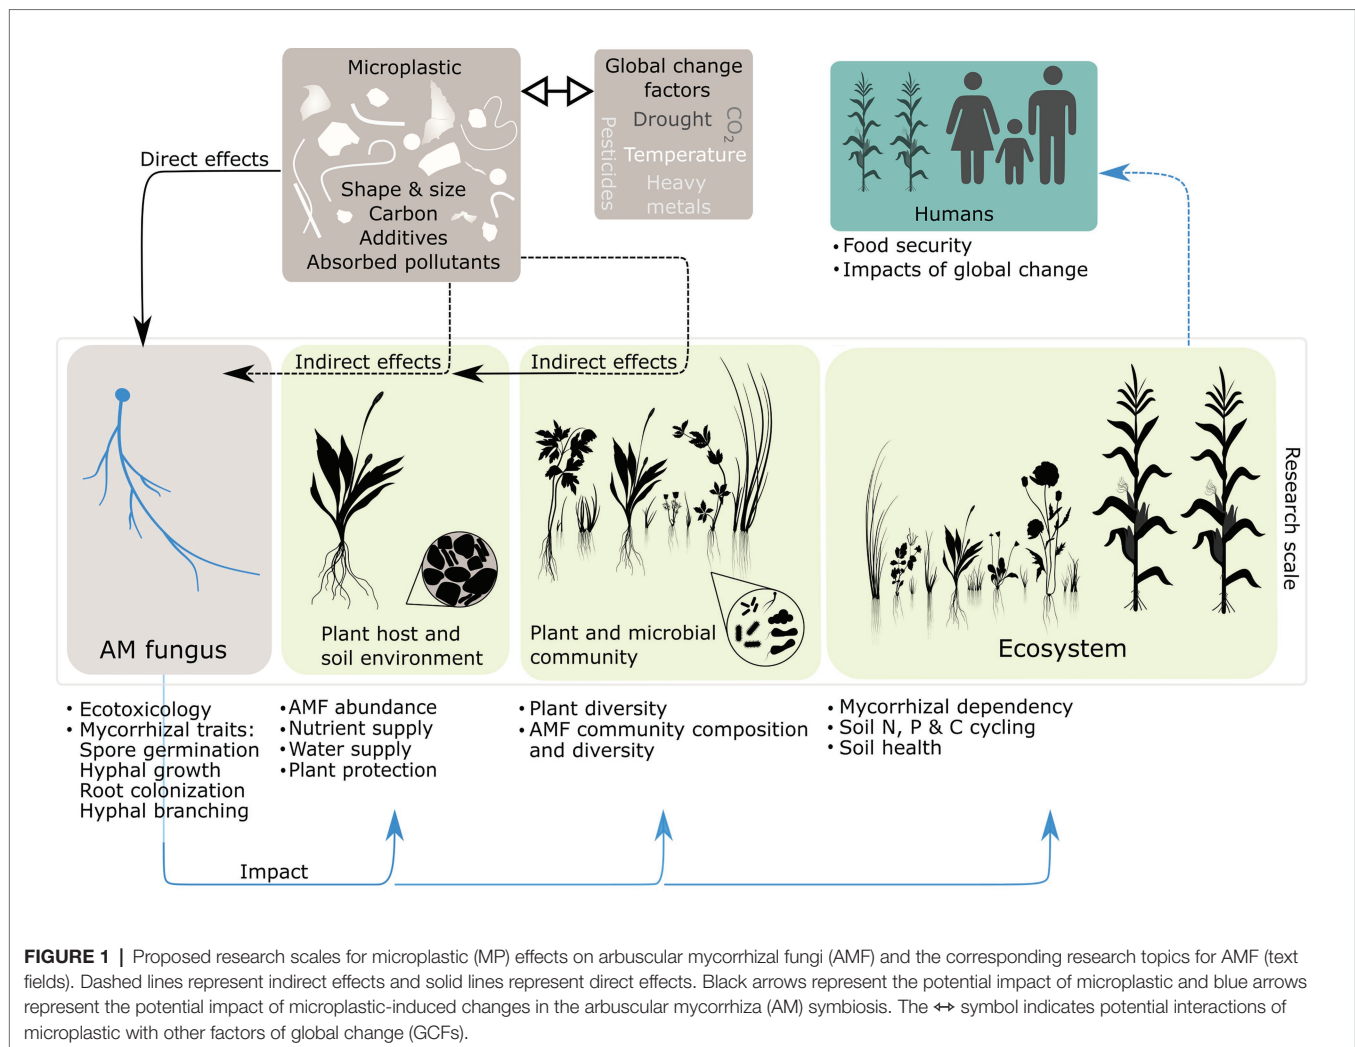 Microplastic
Shape & size
Carbon
Additives
Absorbed pollutants
Global change
factors
Drought
CO₂
Pesticides
Temperature
Heavy
metals
Humans
• Food security
• Impacts of global change
Direct effects
Indirect effects
Indirect effects
AM fungus
Plant host and
soil environment
Plant and microbial
community
Ecosystem
Research scale
• Ecotoxicology
• Mycorrhizal traits:
Spore germination
Hyphal growth
Root colonization
Hyphal branching
• AMF abundance
• Nutrient supply
• Water supply
• Plant protection
• Plant diversity
• AMF community composition
and diversity
• Mycorrhizal dependency
• Soil N, P & C cycling
• Soil health
Impact
FIGURE 1 | Proposed research scales for microplastic (MP) effects on arbuscular mycorrhizal fungi (AMF) and the corresponding research topics for AMF (text
fields). Dashed lines represent indirect effects and solid lines represent direct effects. Black arrows represent the potential impact of microplastic and blue arrows
represent the potential impact of microplastic-induced changes in the arbuscular mycorrhiza (AM) symbiosis. The ⇿ symbol indicates potential interactions of
microplastic with other factors of global change (GCFs).